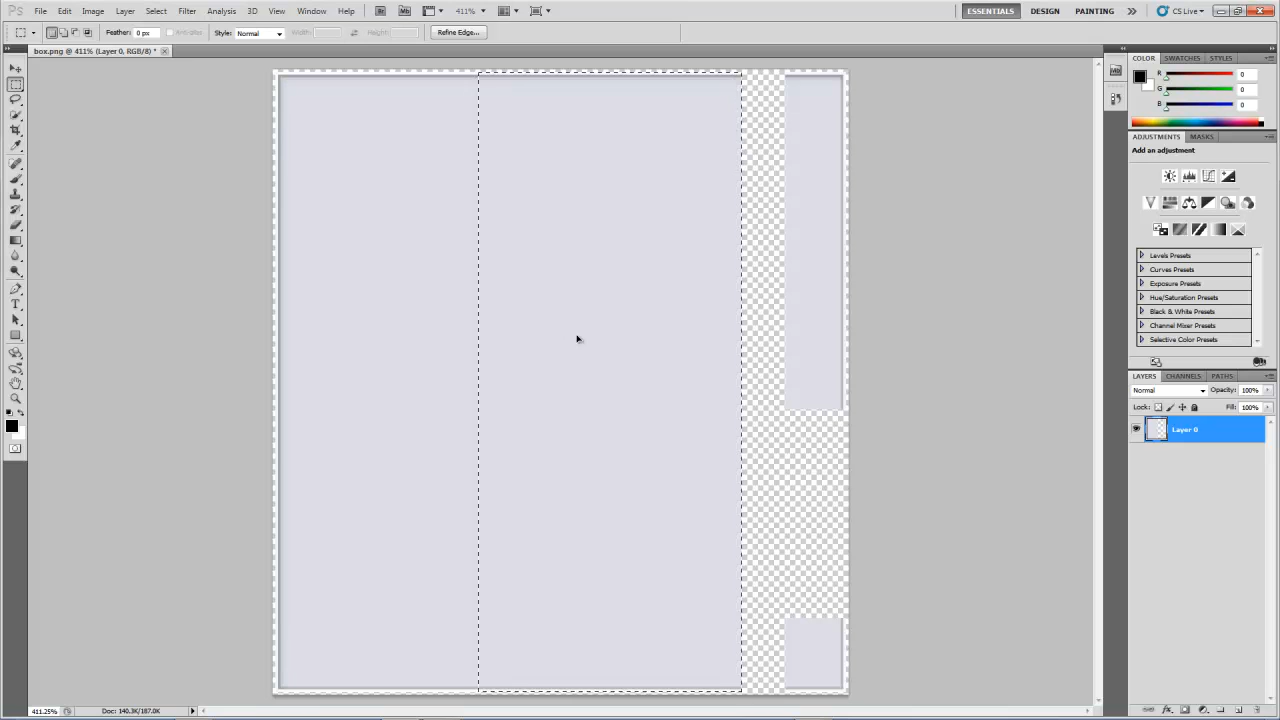 Ps File Edit Image Layer Select Filter Analysis 3D View Window Help Br Mb 411% ESSENTIALS DESIGN PAINTING CS Live
Feather: 0 px Anti-alias Style: Normal Width: Height: Refine Edge...
box.png @ 411% (Layer 0, RGB/8) *
COLOR SWATCHES STYLES
R 0
G 0
B 0
ADJUSTMENTS MASKS
Add an adjustment
Levels Presets
Curves Presets
Exposure Presets
Hue/Saturation Presets
Black & White Presets
Channel Mixer Presets
Selective Color Presets
LAYERS CHANNELS PATHS
Normal Opacity: 100%
Lock: Fill: 100%
Layer 0
411.25% Doc: 140.3K/187.0K